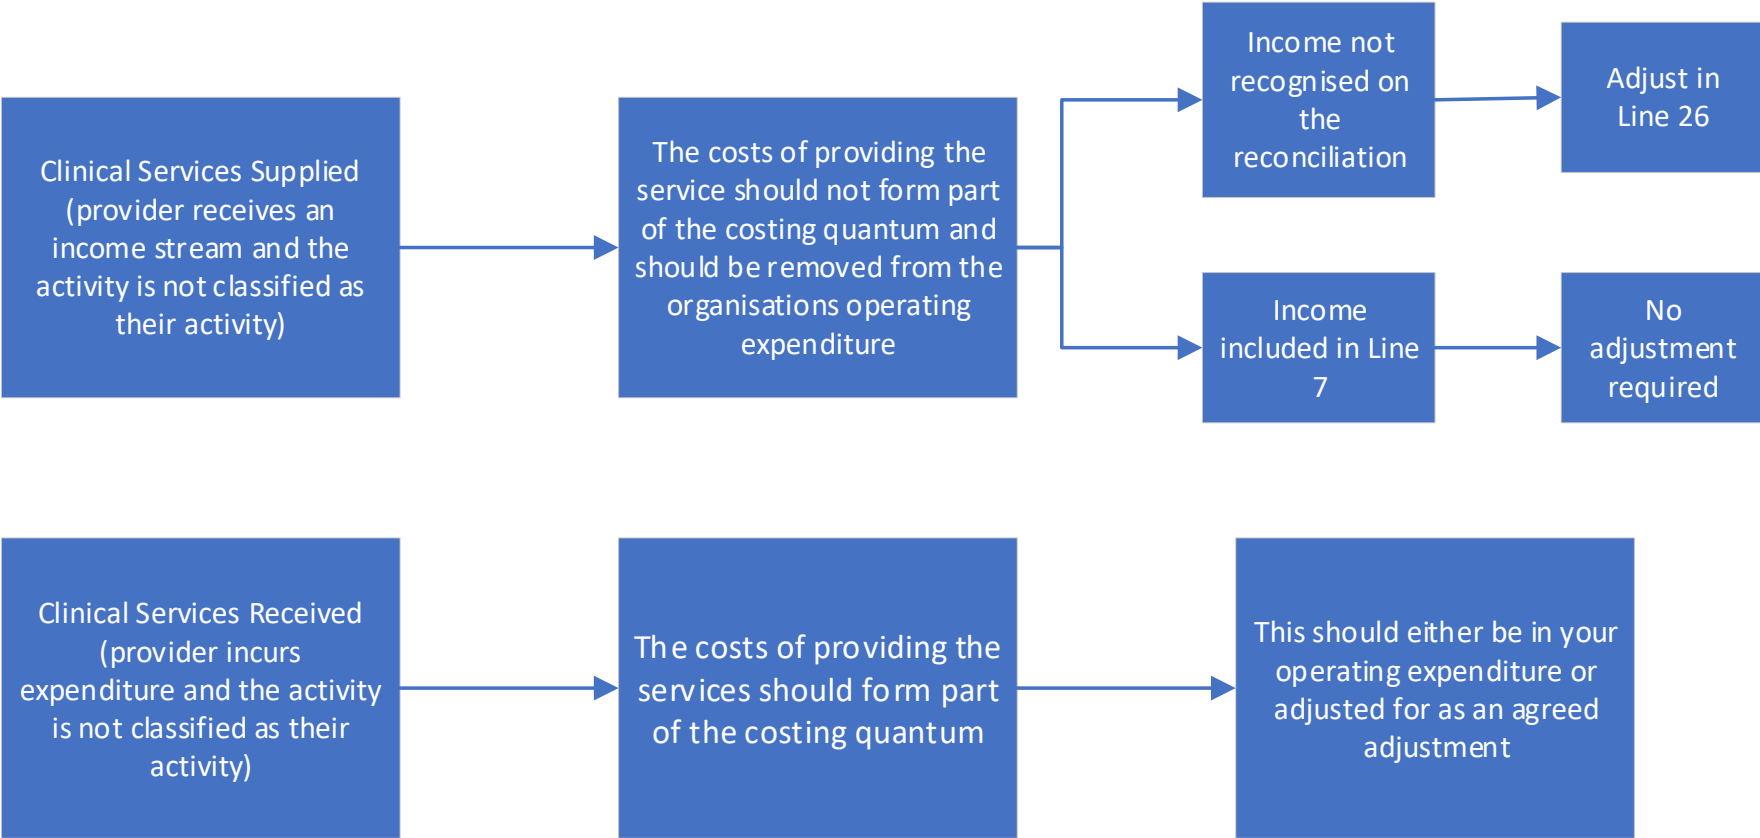 Clinical Services Supplied
(provider receives an
income stream and the
activity is not classified as
their activity)
The costs of providing the
service should not form part
of the costing quantum and
should be removed from the
organisations operating
expenditure
Income not
recognised on
the
reconciliation
Adjust in
Line 26
Income
included in Line
7
No
adjustment
required
Clinical Services Received
(provider incurs
expenditure and the activity
is not classified as their
activity)
The costs of providing the
services should form part
of the costing quantum
This should either be in your
operating expenditure or
adjusted for as an agreed
adjustment